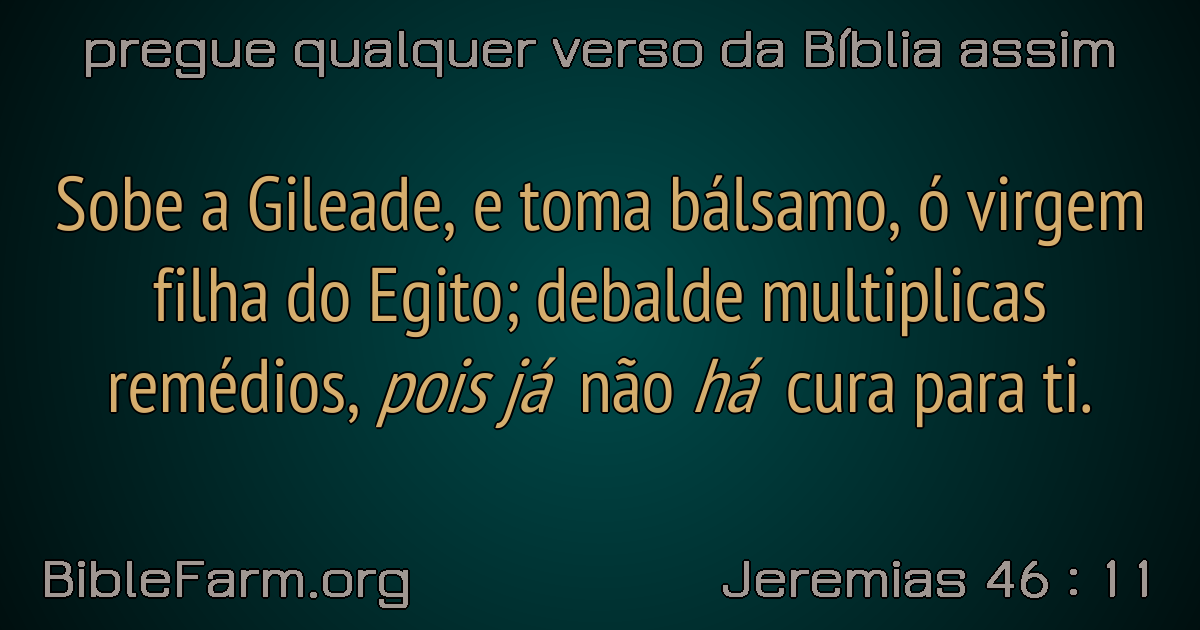 pregue qualquer verso da Bíblia assim
Sobe a Gileade, e toma bálsamo, ó virgem
filha do Egito; debalde multiplicas
remédios, pois já não há cura para ti.
BibleFarm.org
Jeremias 46 : 11